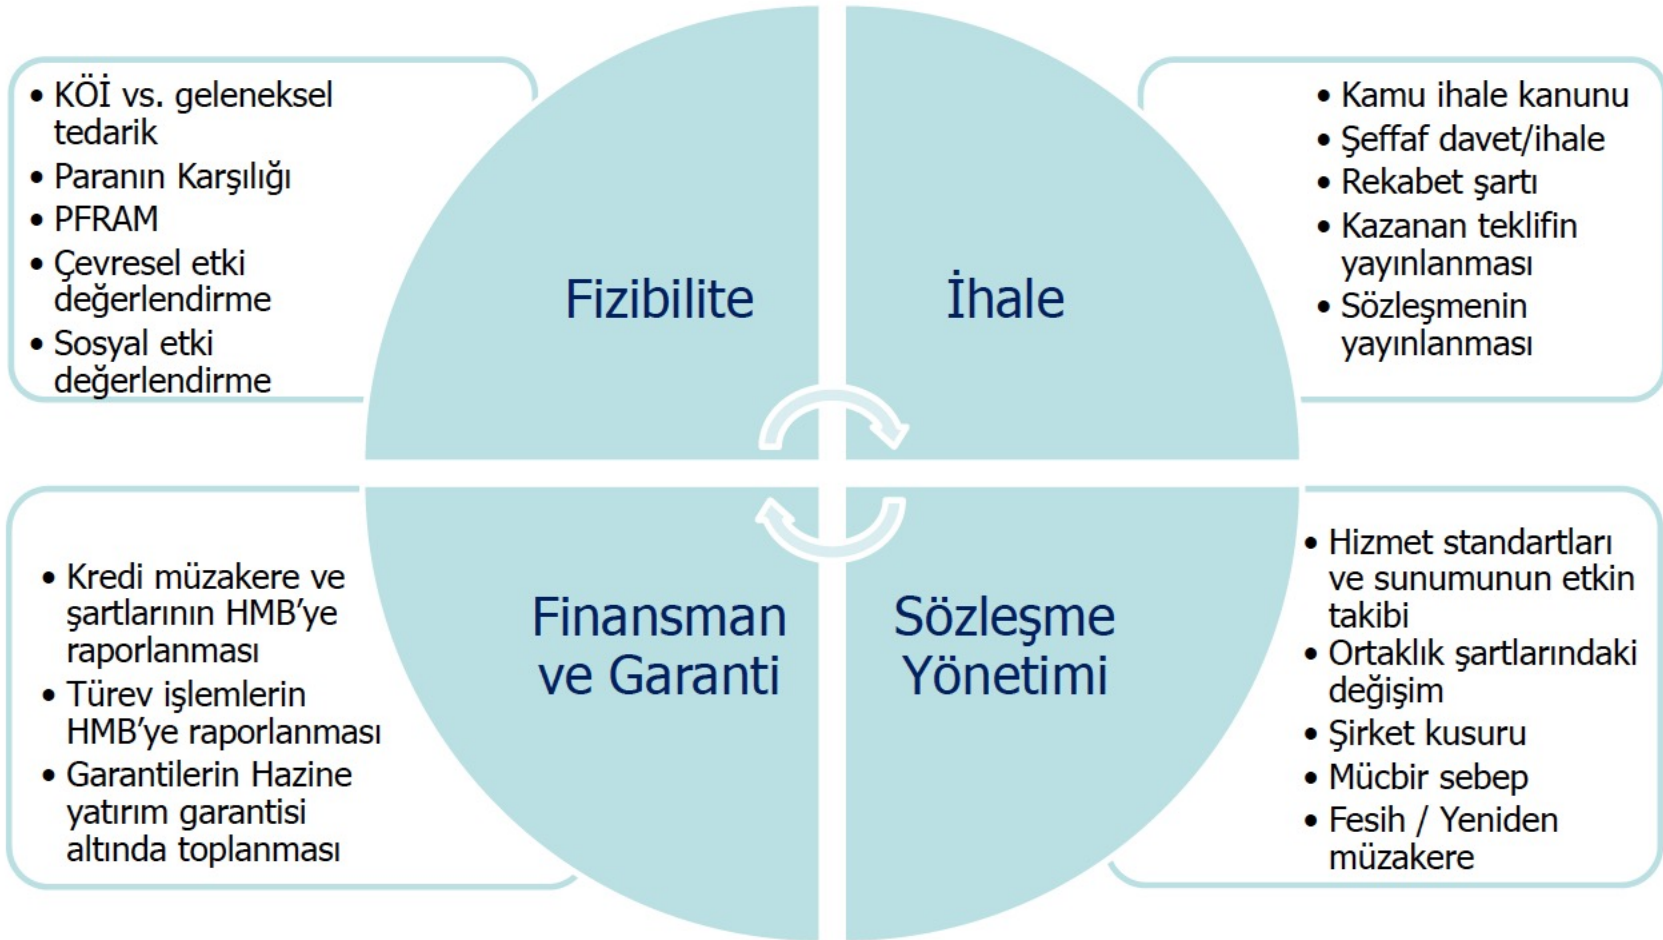 • KÖİ vs. geleneksel
tedarik
• Paranın Karşılığı
• PFRAM
• Çevresel etki
değerlendirme
• Sosyal etki
değerlendirme
Fizibilite
İhale
• Kamu ihale kanunu
• Şeffaf davet/ihale
• Rekabet şartı
• Kazanan teklifin
yayınlanması
• Sözleşmenin
yayınlanması
• Kredi müzakere ve
şartlarının HMB’ye
raporlanması
• Türev işlemlerin
HMB’ye raporlanması
• Garantilerin Hazine
yatırım garantisi
altında toplanması
Finansman
ve Garanti
Sözleşme
Yönetimi
• Hizmet standartları
ve sunumunun etkin
takibi
• Ortaklık şartlarındaki
değişim
• Şirket kusuru
• Mücbir sebep
• Fesih / Yeniden
müzakere